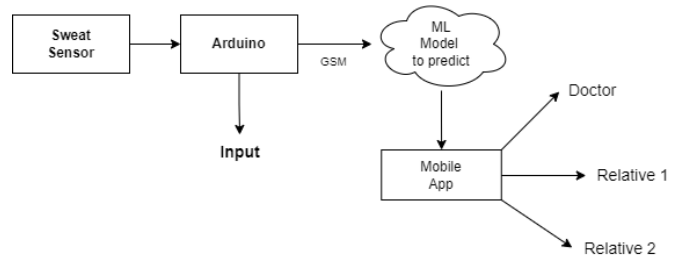 Sweat
Sensor
Arduino
GSM
ML
Model
to predict
Input
Mobile
App
Doctor
Relative 1
Relative 2